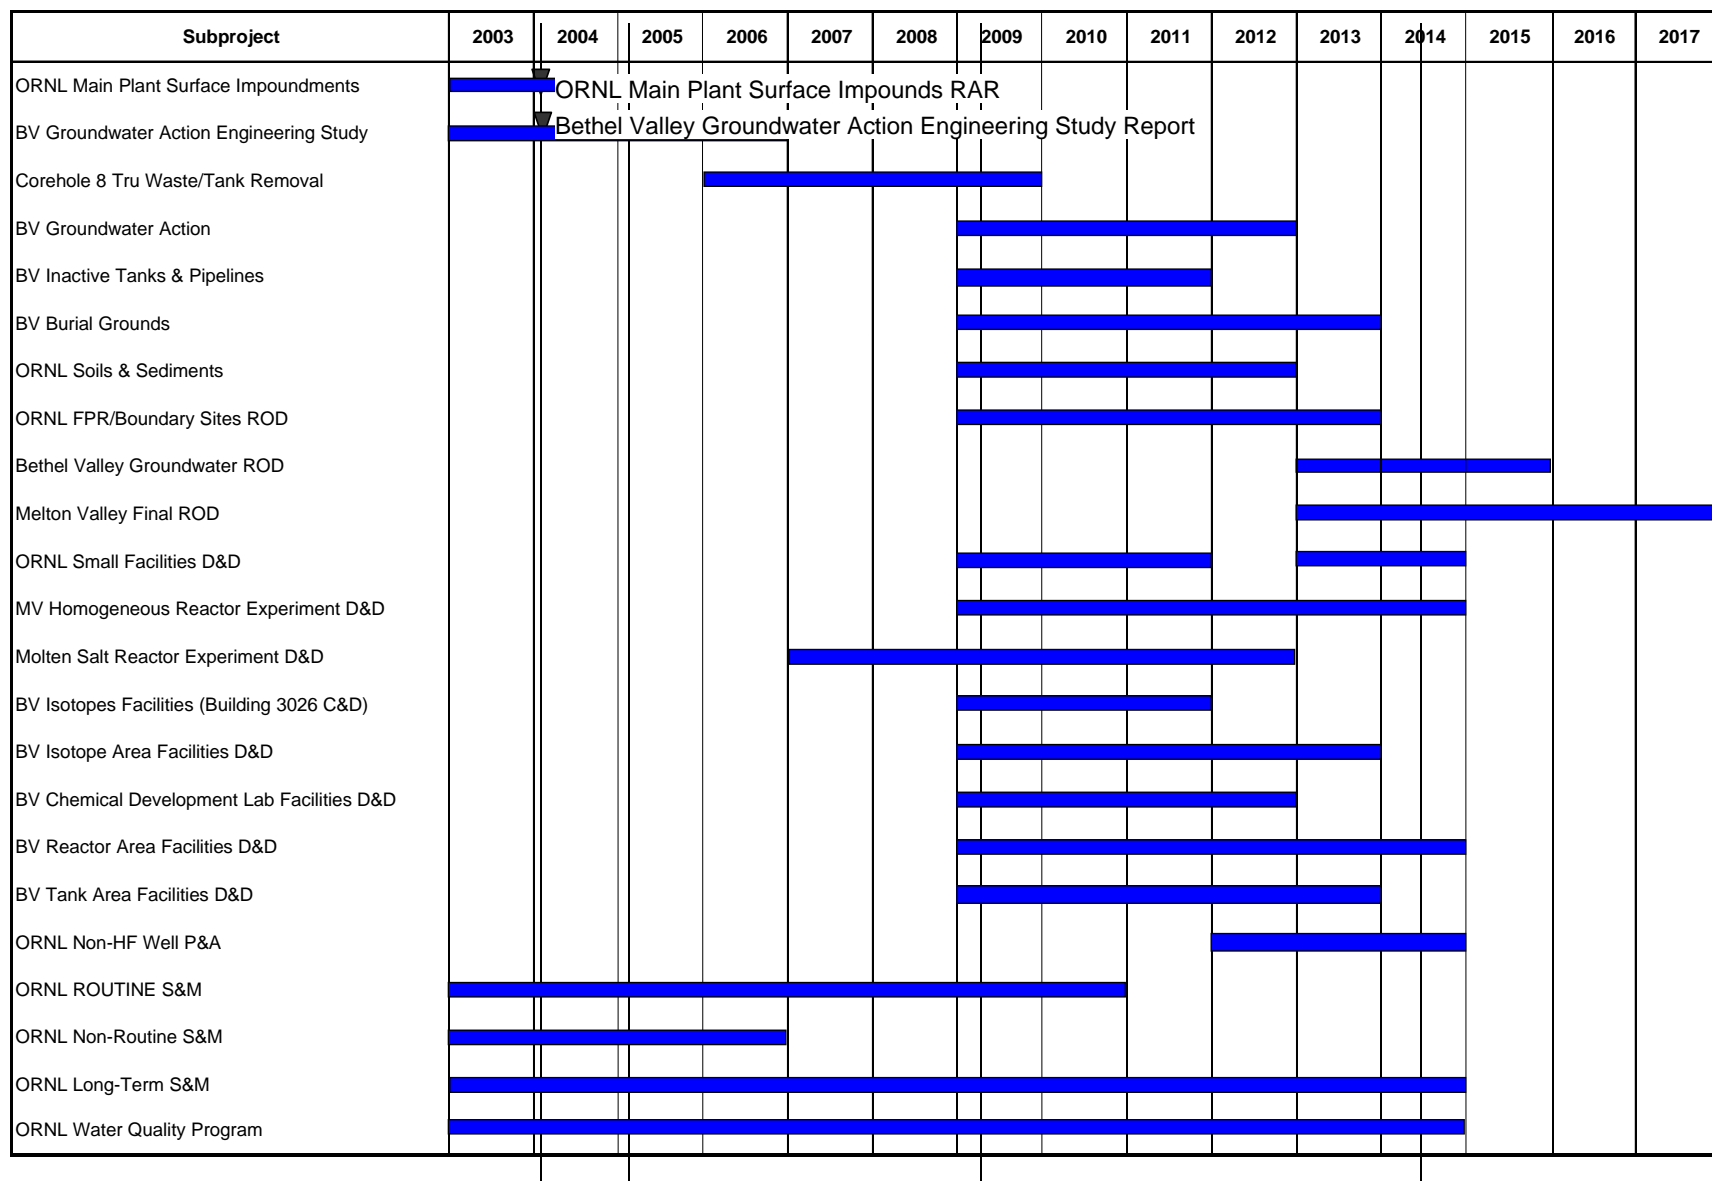 Subproject 2003 2004 2005 2006 2007 2008 2009 2010 2011 2012 2013 2014 2015 2016 2017
ORNL Main Plant Surface Impoundments
ORNL Main Plant Surface Impounds RAR
BV Groundwater Action Engineering Study
Bethel Valley Groundwater Action Engineering Study Report
Corehole 8 Tru Waste/Tank Removal
BV Groundwater Action
BV Inactive Tanks & Pipelines
BV Burial Grounds
ORNL Soils & Sediments
ORNL FPR/Boundary Sites ROD
Bethel Valley Groundwater ROD
Melton Valley Final ROD
ORNL Small Facilities D&D
MV Homogeneous Reactor Experiment D&D
Molten Salt Reactor Experiment D&D
BV Isotopes Facilities (Building 3026 C&D)
BV Isotope Area Facilities D&D
BV Chemical Development Lab Facilities D&D
BV Reactor Area Facilities D&D
BV Tank Area Facilities D&D
ORNL Non-HF Well P&A
ORNL ROUTINE S&M
ORNL Non-Routine S&M
ORNL Long-Term S&M
ORNL Water Quality Program